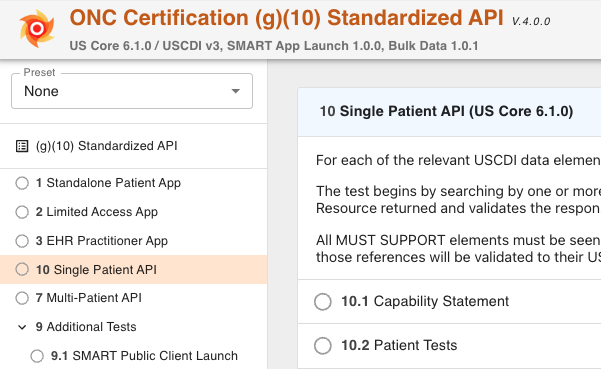 ONC Certification (g)(10) Standardized API V.4.0.0
US Core 6.1.0 / USCDI v3, SMART App Launch 1.0.0, Bulk Data 1.0.1
Preset
None
(g)(10) Standardized API
1 Standalone Patient App
2 Limited Access App
3 EHR Practitioner App
10 Single Patient API
7 Multi-Patient API
9 Additional Tests
9.1 SMART Public Client Launch
10 Single Patient API (US Core 6.1.0)
For each of the relevant USCDI data elemen
The test begins by searching by one or more
Resource returned and validates the respon
All MUST SUPPORT elements must be seen
those references will be validated to their US
10.1 Capability Statement
10.2 Patient Tests